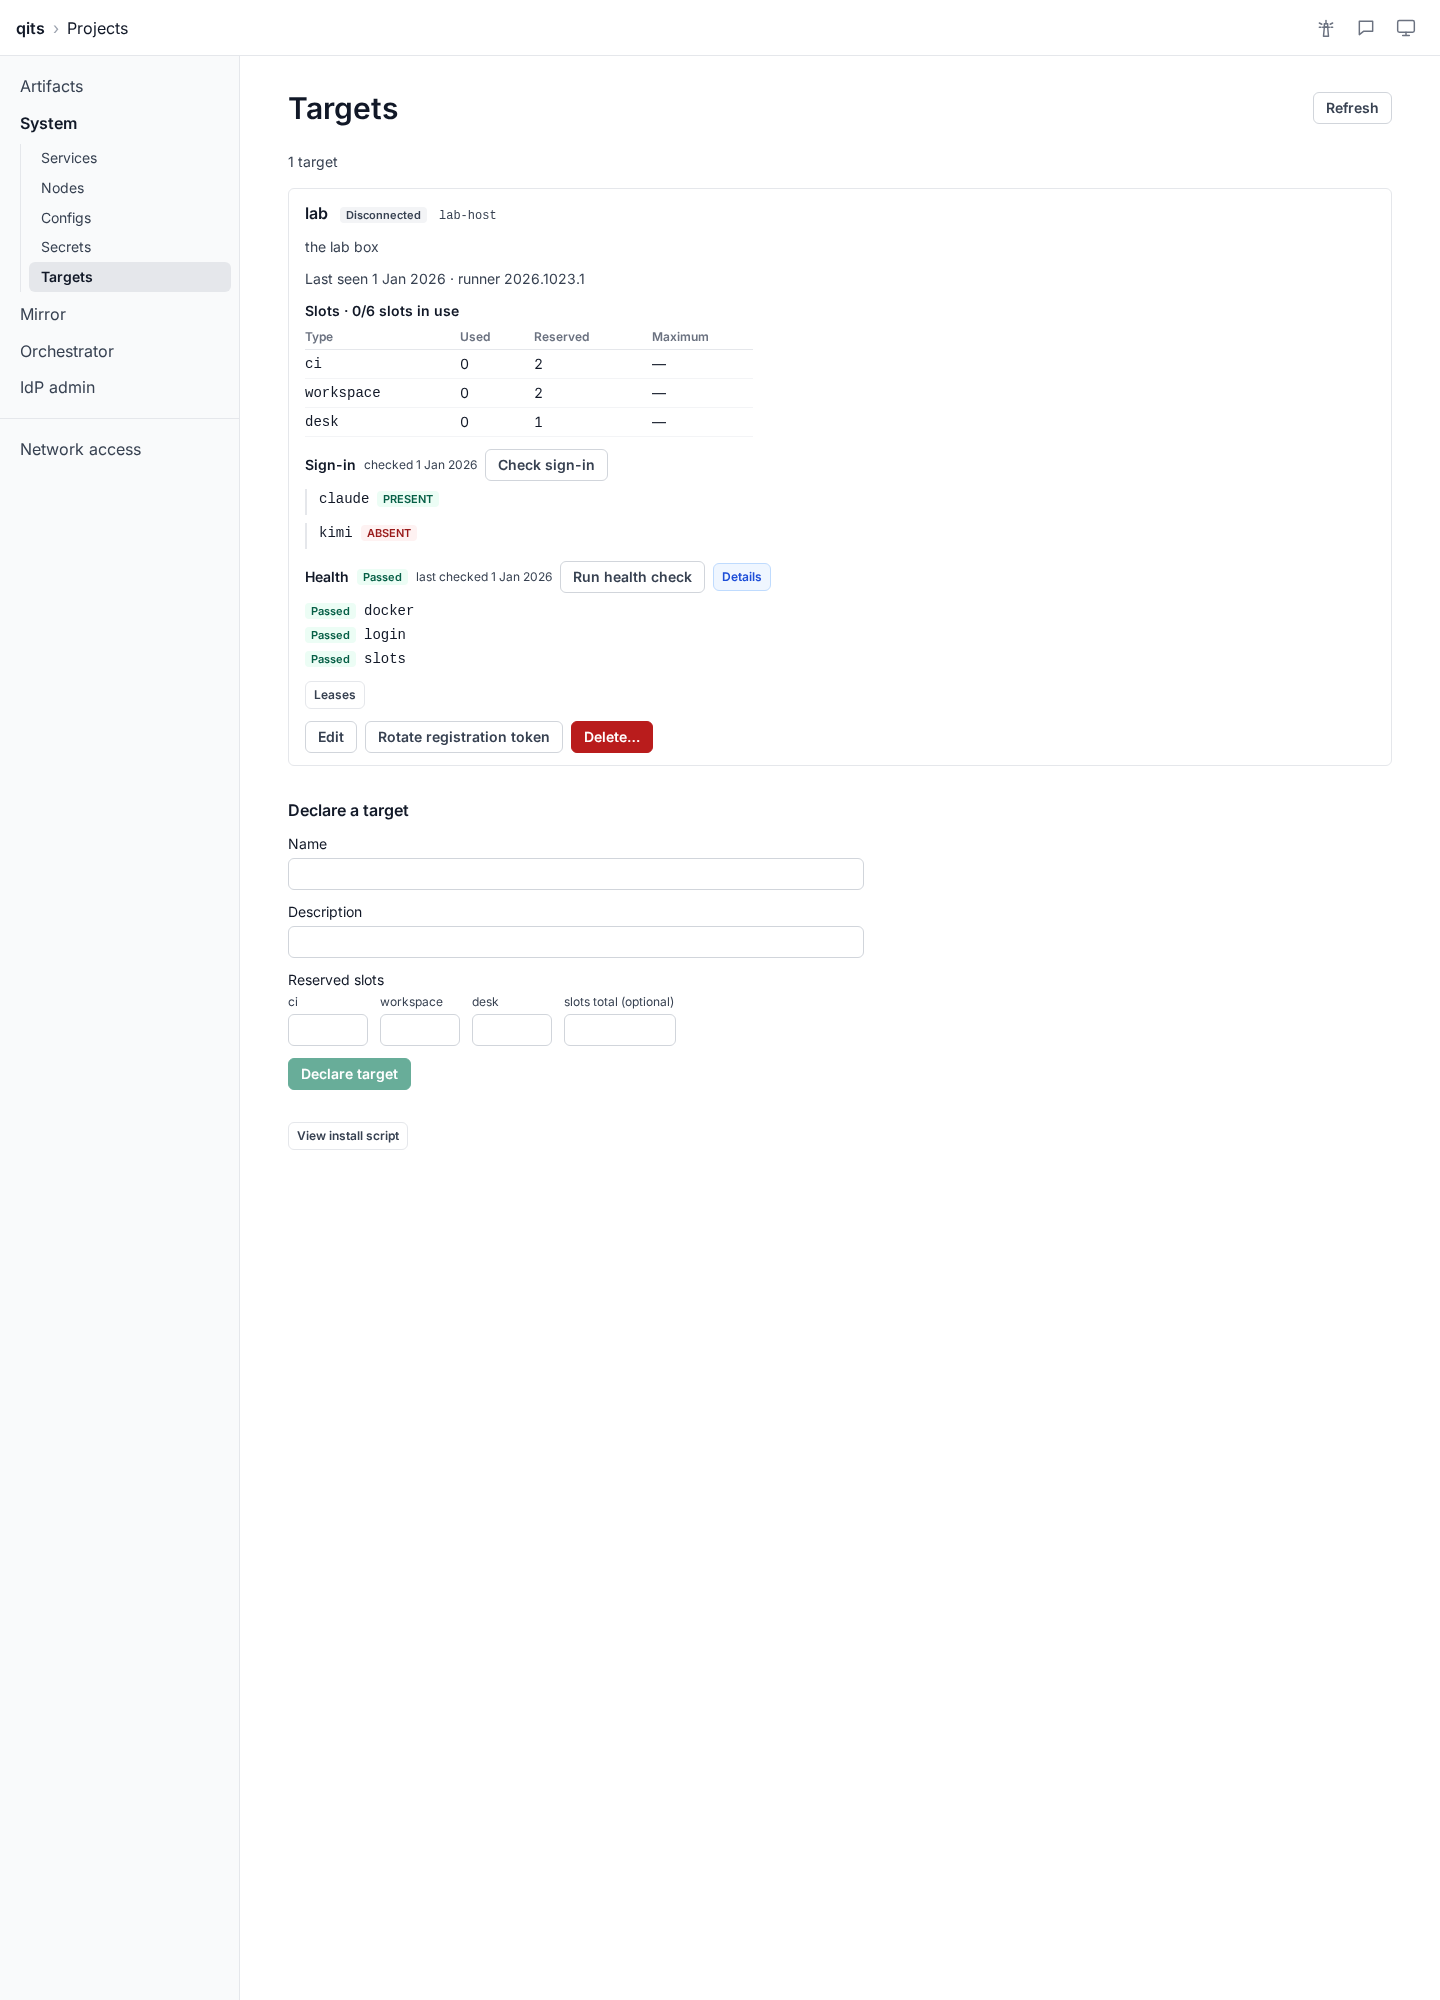 qits › Projects
Artifacts
System
Services
Nodes
Configs
Secrets
Targets
Mirror
Orchestrator
IdP admin
Network access
Targets
Refresh
1 target
lab Disconnected lab-host
the lab box
Last seen 1 Jan 2026 · runner 2026.1023.1
Slots · 0/6 slots in use
Type Used Reserved Maximum
ci 0 2 —
workspace 0 2 —
desk 0 1 —
Sign-in checked 1 Jan 2026 Check sign-in
claude PRESENT
kimi ABSENT
Health Passed last checked 1 Jan 2026 Run health check Details
Passed docker
Passed login
Passed slots
Leases
Edit Rotate registration token Delete…
Declare a target
Name
Description
Reserved slots
ci workspace desk slots total (optional)
Declare target
View install script